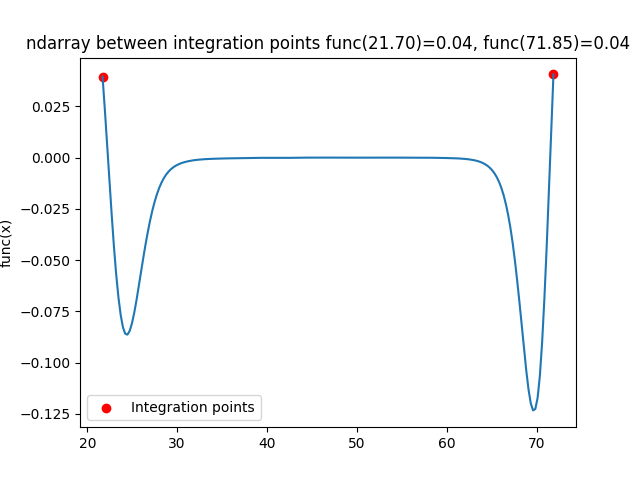 ndarray between integration points func(21.70)=0.04, func(71.85)=0.04
func(x)
0.025
0.000
−0.025
−0.050
−0.075
−0.100
−0.125
Integration points
20 30 40 50 60 70